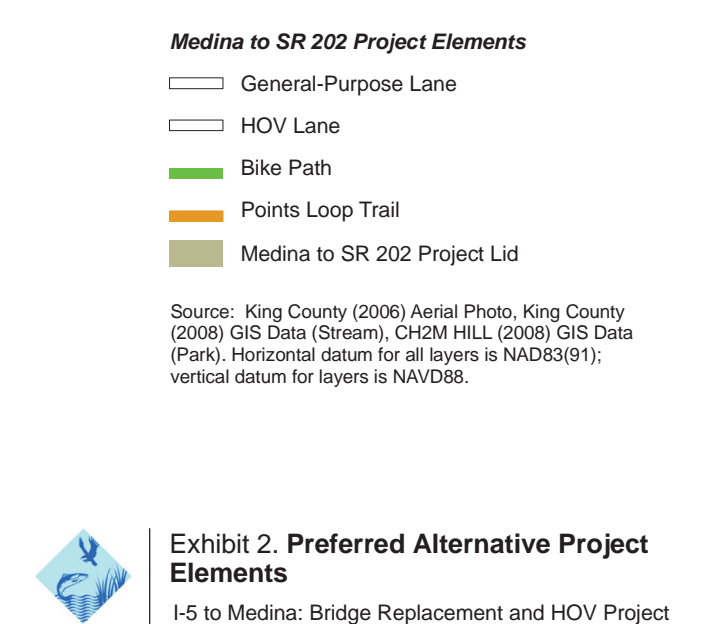 Medina to SR 202 Project Elements
General-Purpose Lane
HOV Lane
Bike Path
Points Loop Trail
Medina to SR 202 Project Lid
Source:  King County (2006) Aerial Photo, King County
(2008) GIS Data (Stream), CH2M HILL (2008) GIS Data
(Park). Horizontal datum for all layers is NAD83(91);
vertical datum for layers is NAVD88.
Exhibit 2. Preferred Alternative Project
Elements
I-5 to Medina: Bridge Replacement and HOV Project